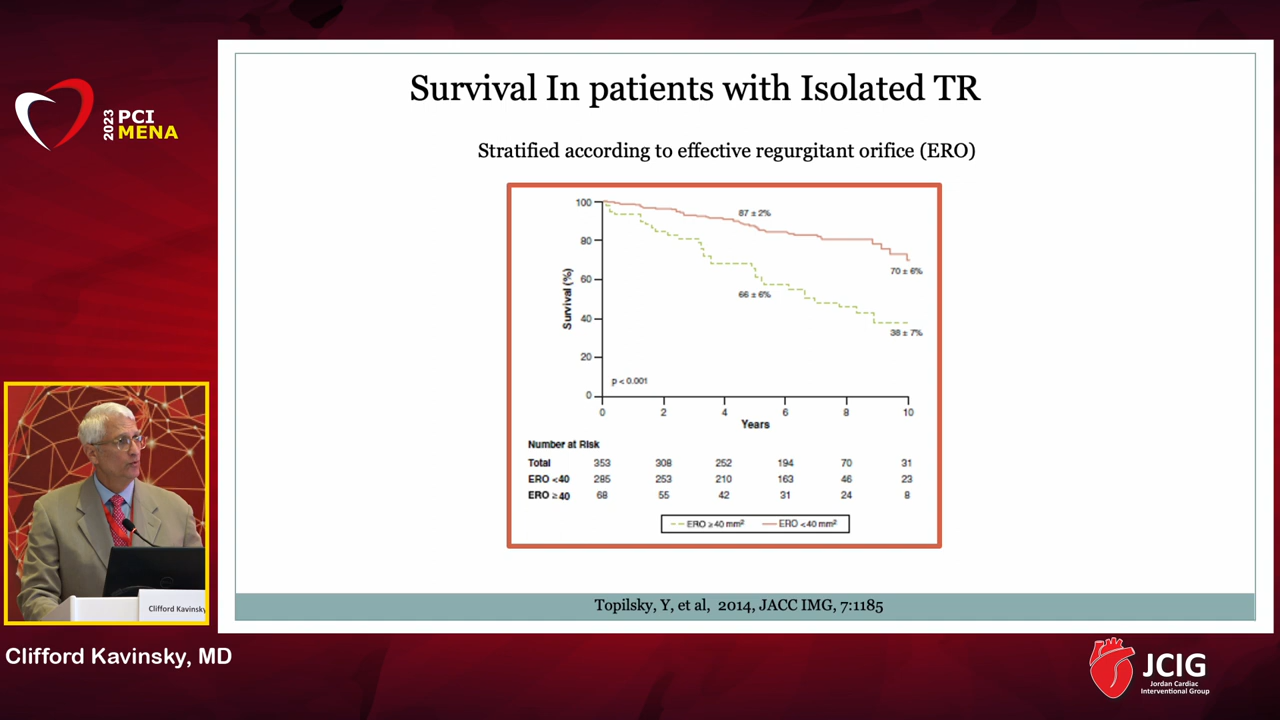 2023
PCI
MENA
Survival In patients with Isolated TR
Stratified according to effective regurgitant orifice (ERO)
100
80
60
40
20
0
Survival (%)
87 ± 2%
70 ± 6%
66 ± 6%
38 ± 7%
p < 0.001
0 2 4 6 8 10
Years
Number at Risk
Total 353 308 252 194 70 31
ERO <40 285 253 210 163 46 23
ERO ≥40 68 55 42 31 24 8
ERO ≥40 mm² ERO <40 mm²
Topilsky, Y, et al, 2014, JACC IMG, 7:1185
Clifford Kavinsky
Clifford Kavinsky, MD
JCIG
Jordan Cardiac
Interventional Group